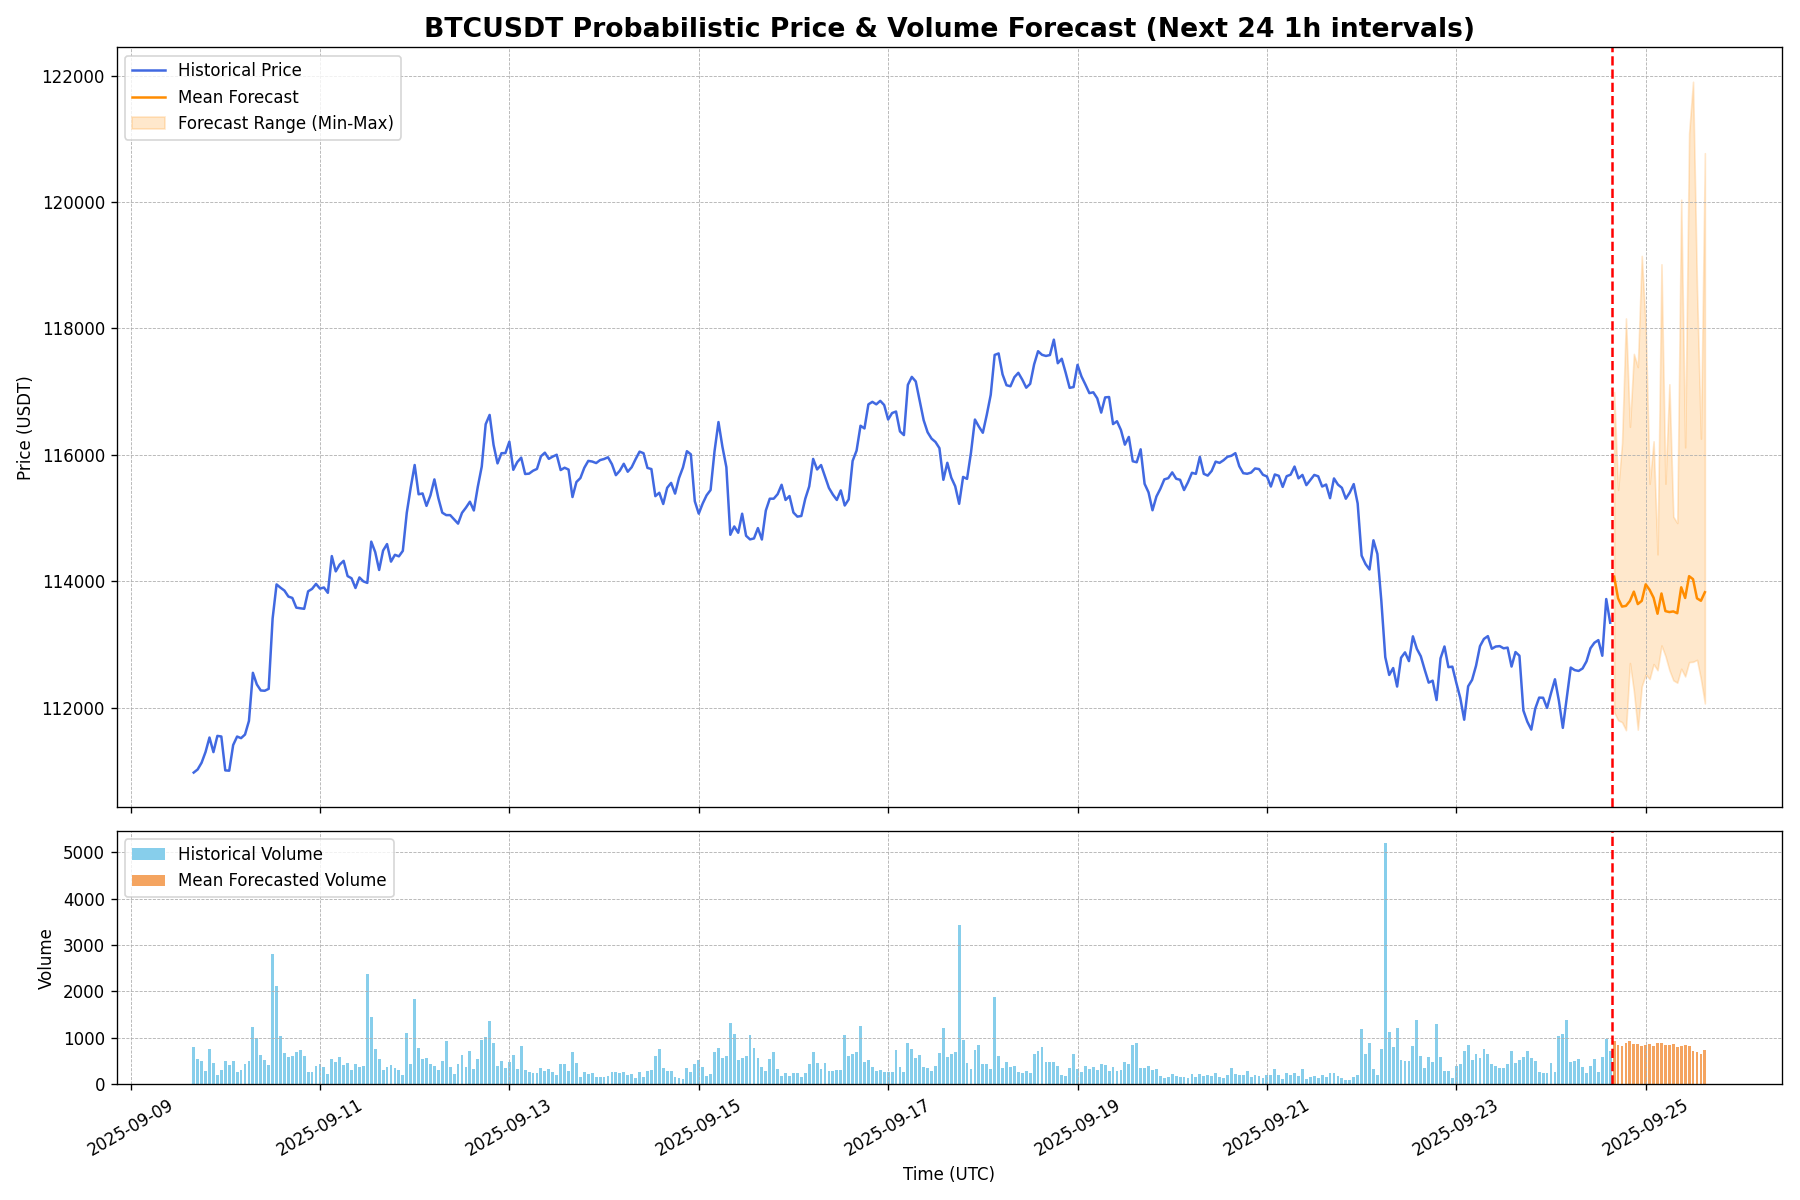 BTCUSDT Probabilistic Price & Volume Forecast (Next 24 1h intervals)
Historical Price
Mean Forecast
Forecast Range (Min-Max)
122000
120000
118000
116000
114000
112000
Price (USDT)
Historical Volume
Mean Forecasted Volume
5000
4000
3000
2000
1000
0
Volume
2025-09-09
2025-09-11
2025-09-13
2025-09-15
2025-09-17
2025-09-19
2025-09-21
2025-09-23
2025-09-25
Time (UTC)